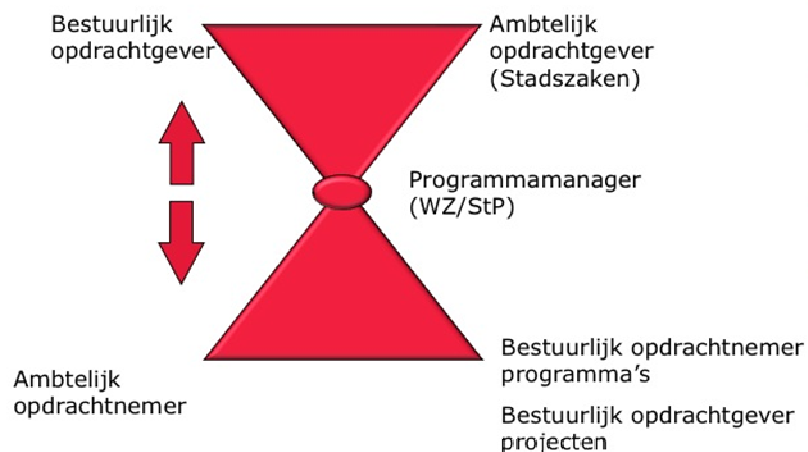 Bestuurlijk
opdrachtgever
Ambtelijk
opdrachtgever
(Stadszaken)
Programmamanager
(WZ/StP)
Ambtelijk
opdrachtnemer
Bestuurlijk opdrachtnemer
programma's
Bestuurlijk opdrachtgever
projecten